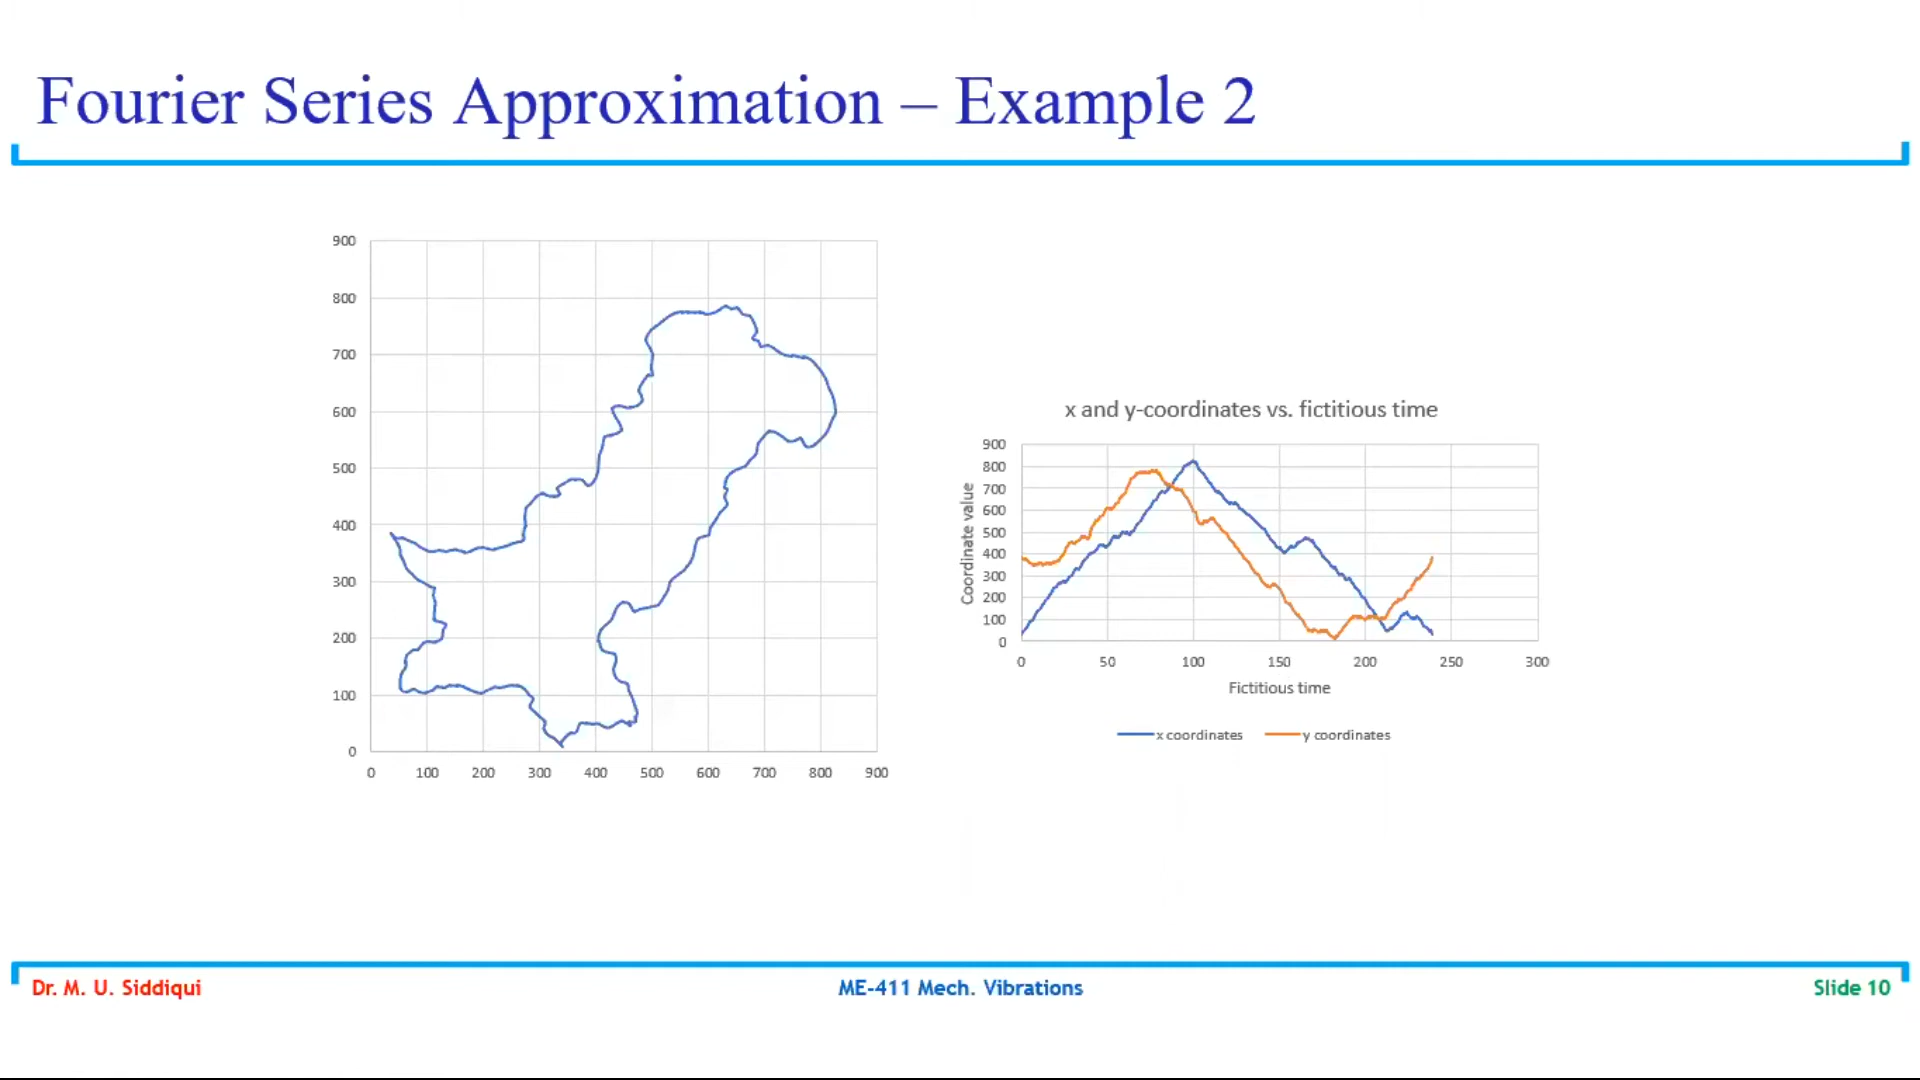 Fourier Series Approximation – Example 2
900
800
700
600
500
400
300
200
100
0
0 100 200 300 400 500 600 700 800 900
x and y-coordinates vs. fictitious time
Coordinate value
900
800
700
600
500
400
300
200
100
0
0 50 100 150 200 250 300
Fictitious time
x coordinates y coordinates
Dr. M. U. Siddiqui ME-411 Mech. Vibrations Slide 10